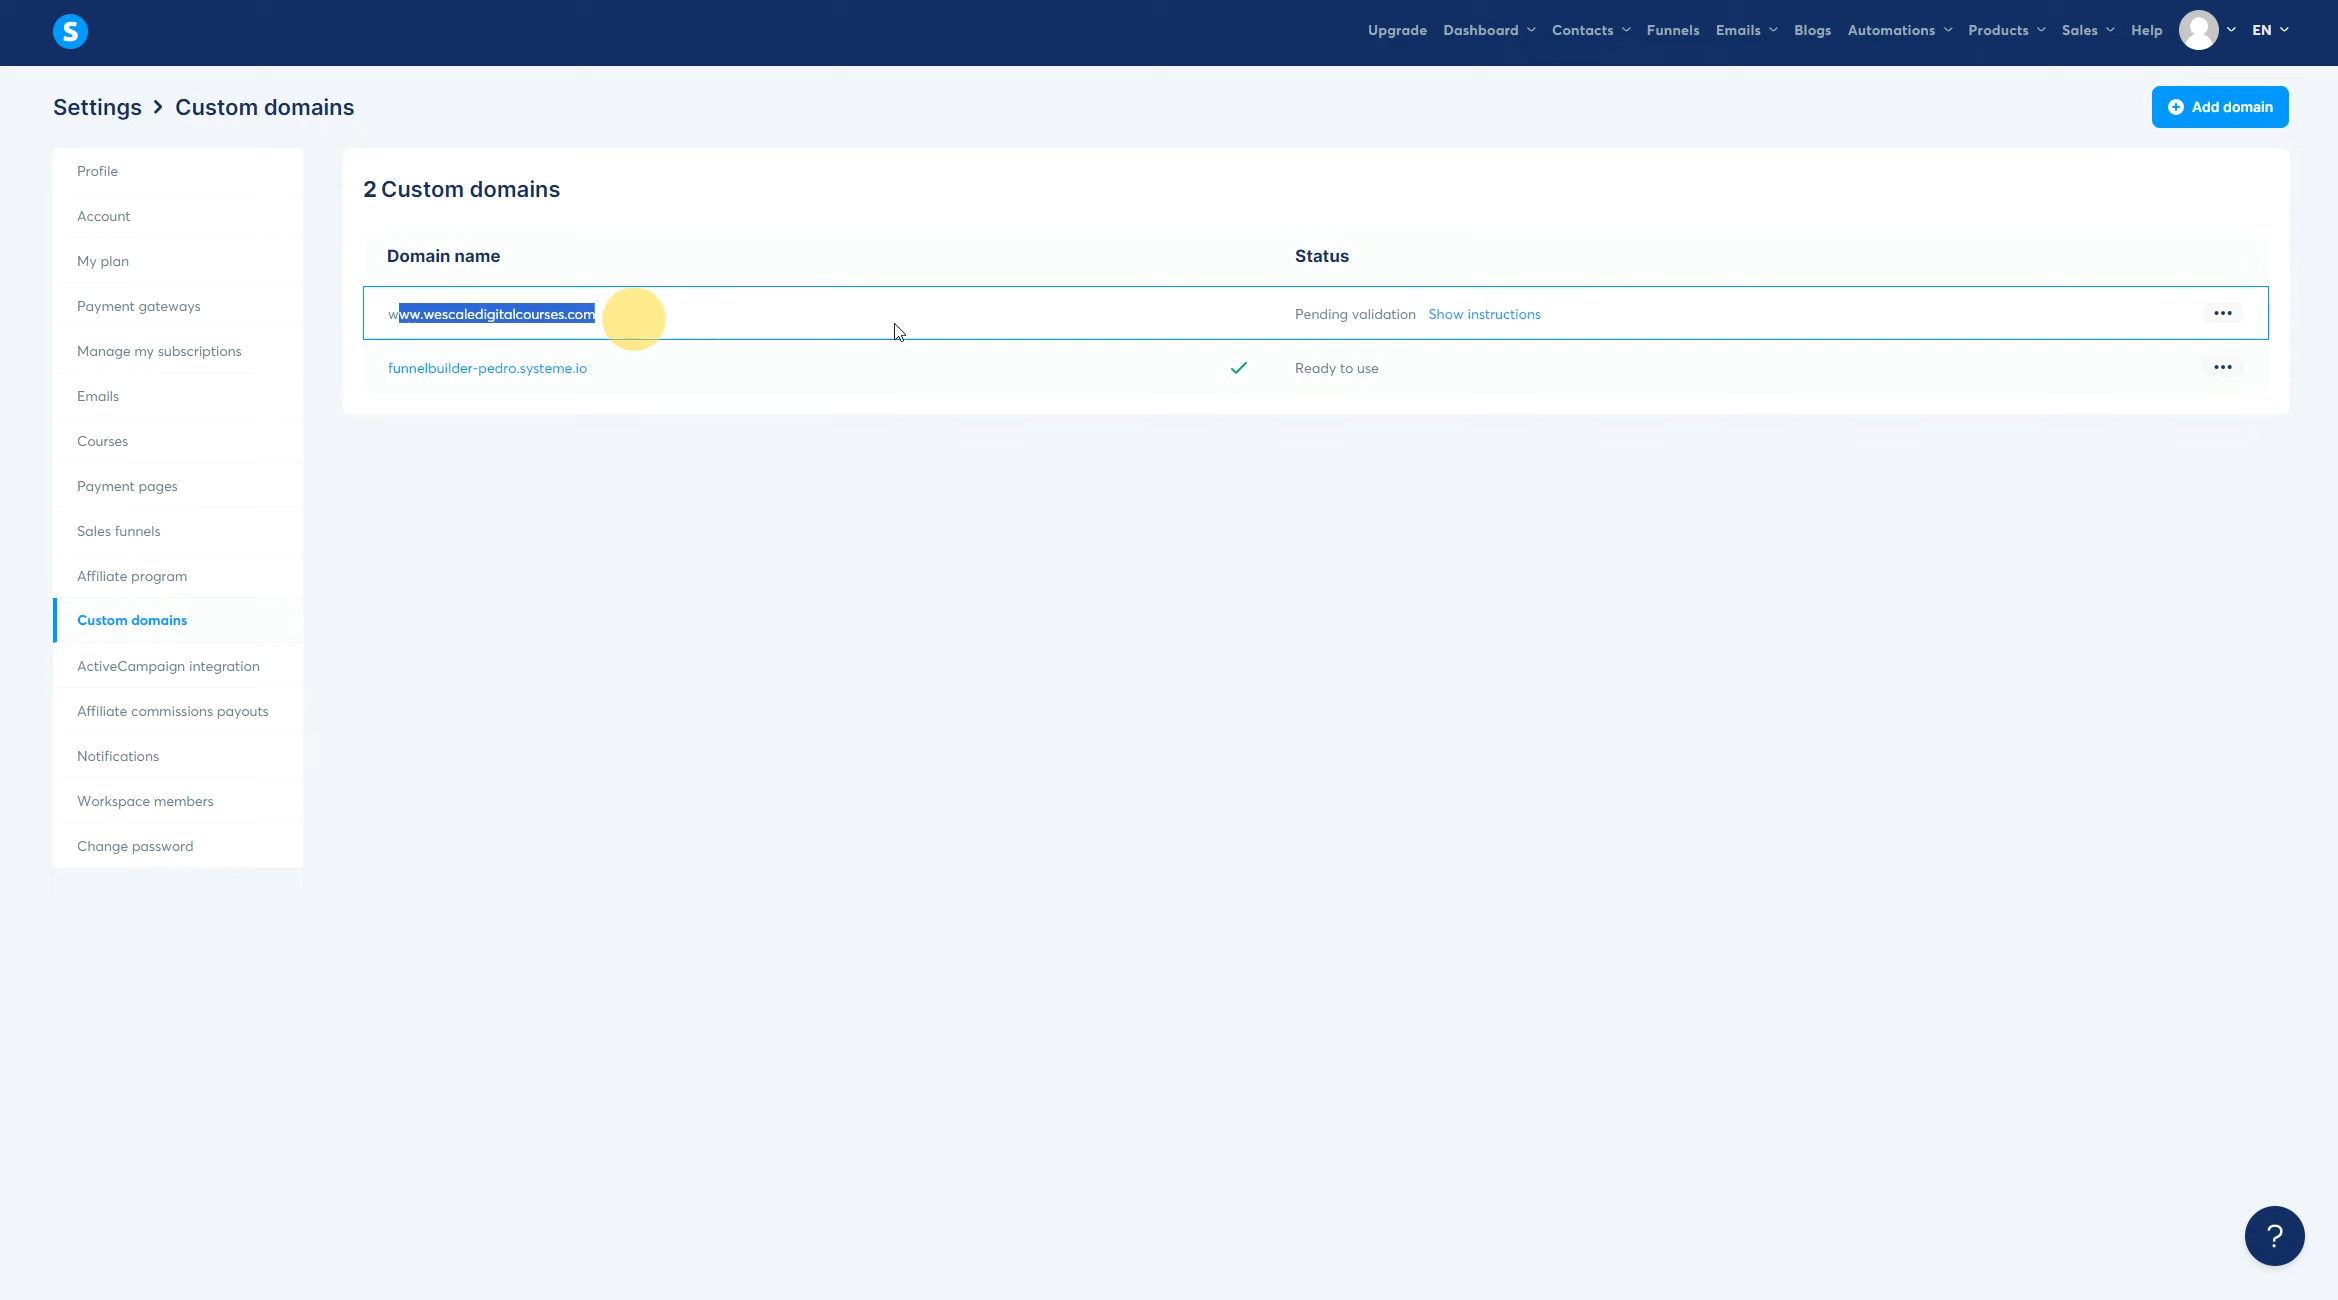 S
Upgrade Dashboard Contacts Funnels Emails Blogs Automations Products Sales Help EN
Settings > Custom domains
Add domain
Profile
Account
My plan
Payment gateways
Manage my subscriptions
Emails
Courses
Payment pages
Sales funnels
Affiliate program
Custom domains
ActiveCampaign integration
Affiliate commissions payouts
Notifications
Workspace members
Change password
2 Custom domains
Domain name Status
www.wescaledigitalcourses.com Pending validation Show instructions
funnelbuilder-pedro.systeme.io Ready to use
?